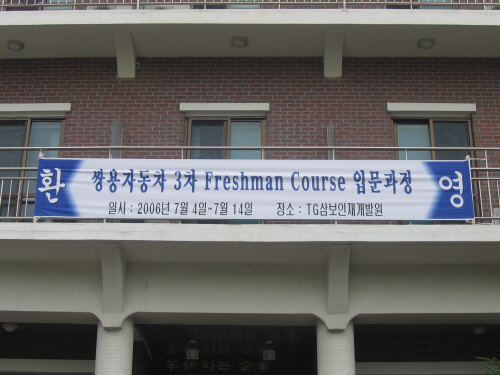 환 영
쌍용자동차 3차 Freshman Course 입문과정
일시 : 2006년 7월 4일~7월 14일 장소 : TG삼보인재개발원